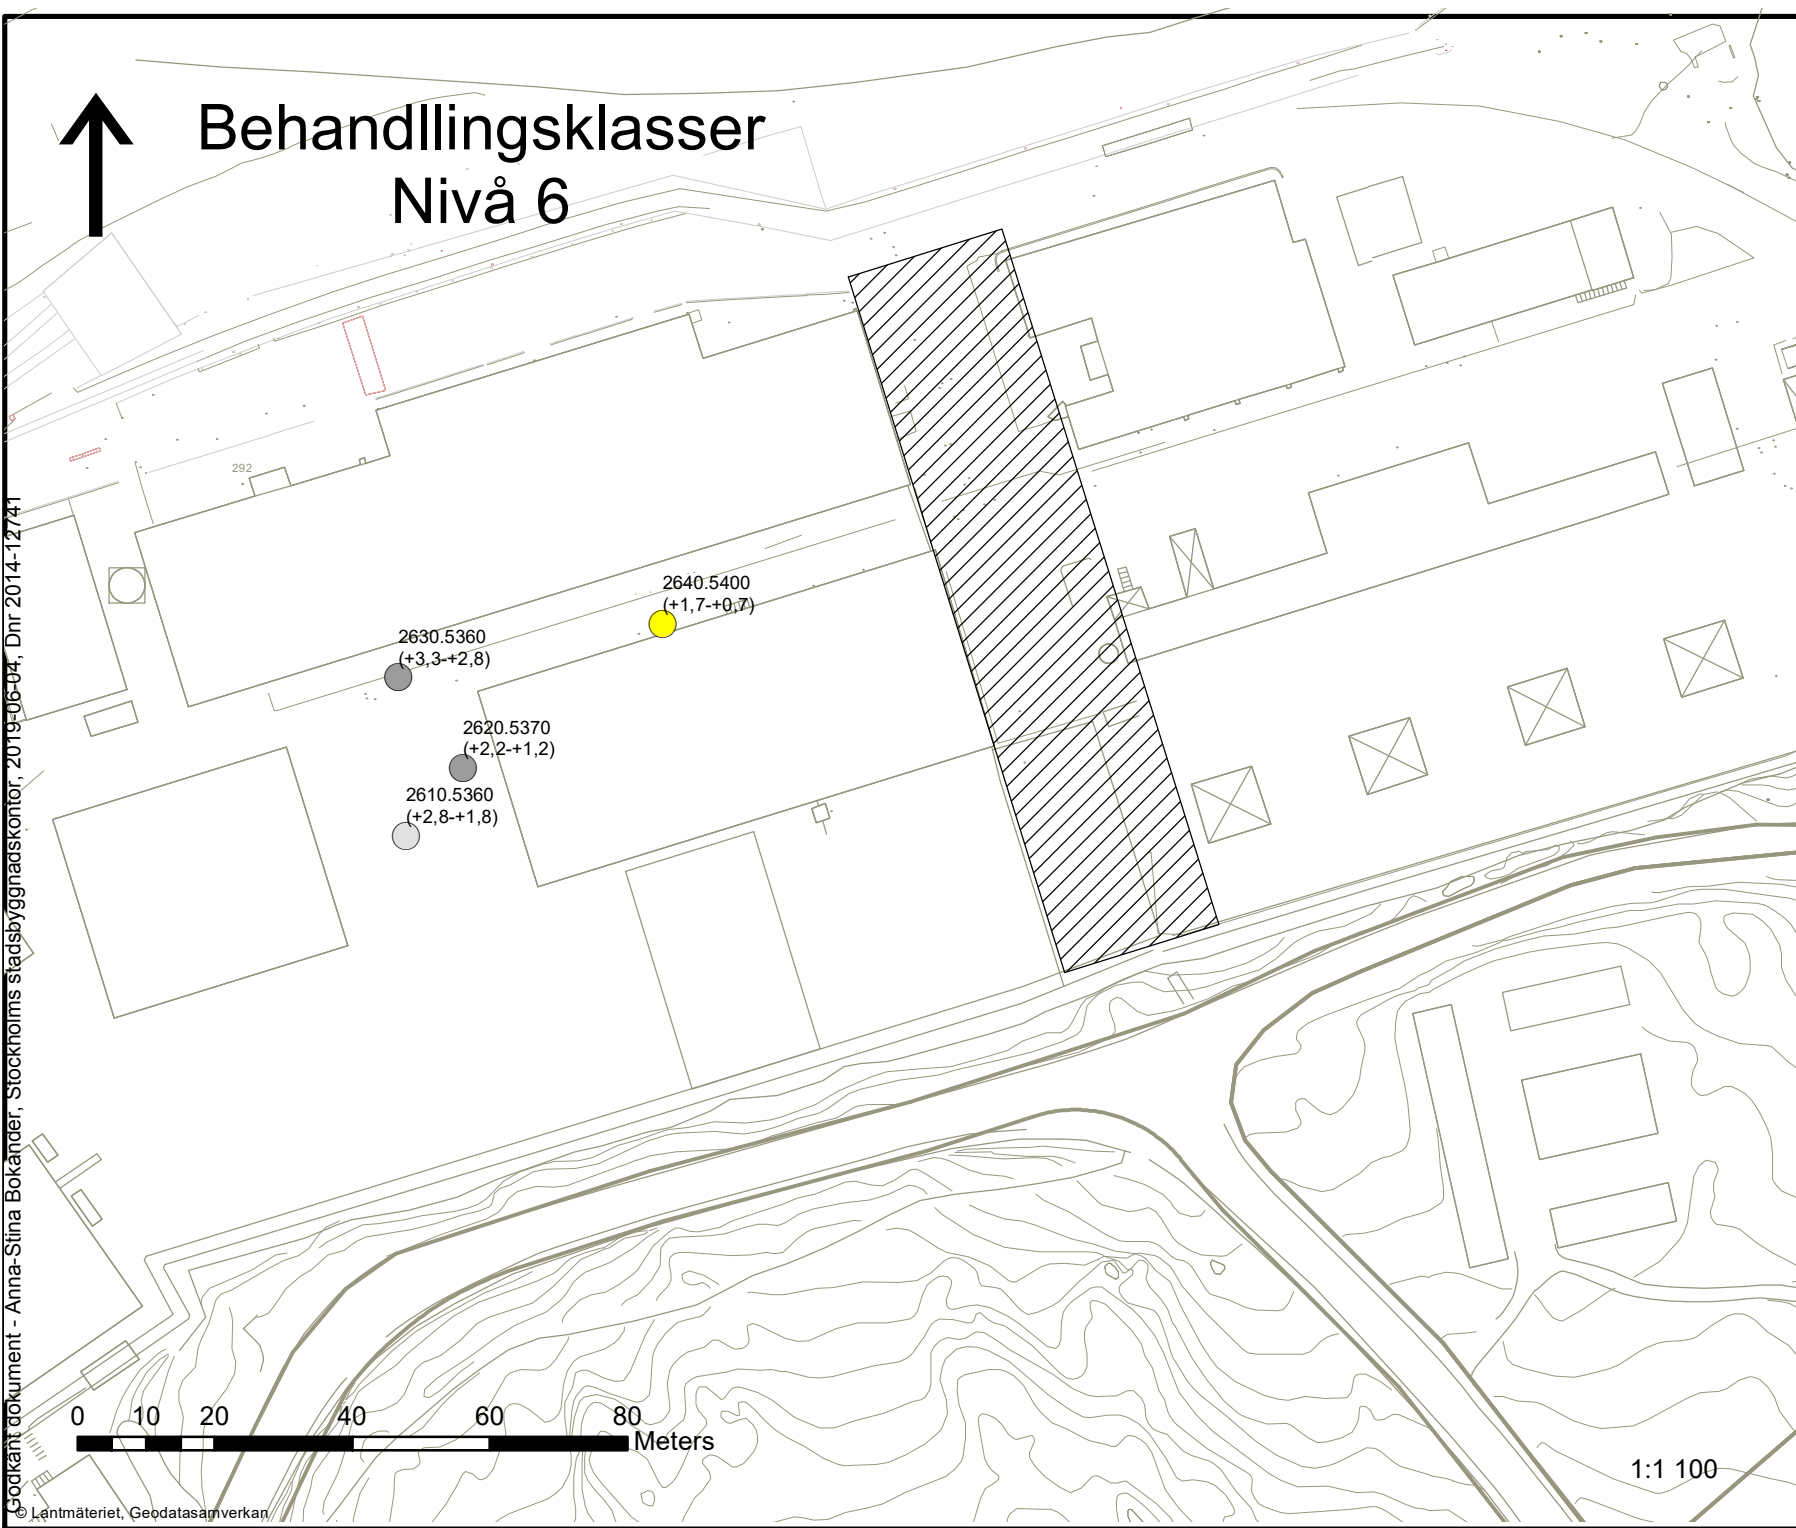 Behandllingsklasser
Nivå 6
292
2640.5400
(+1,7-+0,7)
2630.5360
(+3,3-+2,8)
2620.5370
(+2,2-+1,2)
2610.5360
(+2,8-+1,8)
Godkänt dokument - Anna-Stina Bokander, Stockholms stadsbyggnadskontor, 2019-06-04, Dnr 2014-12741
0 10 20 40 60 80
Meters
1:1 100
© Lantmäteriet, Geodatasamverkan